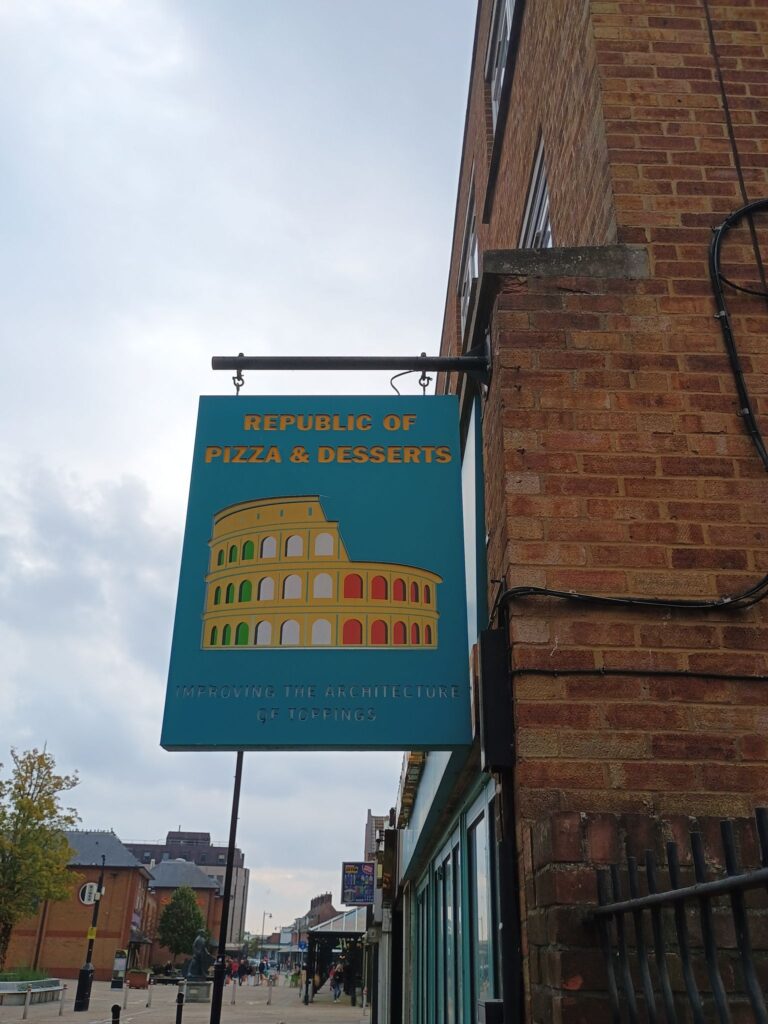 REPUBLIC OF
PIZZA & DESSERTS
IMPROVING THE ARCHITECTURE
OF TOPPINGS